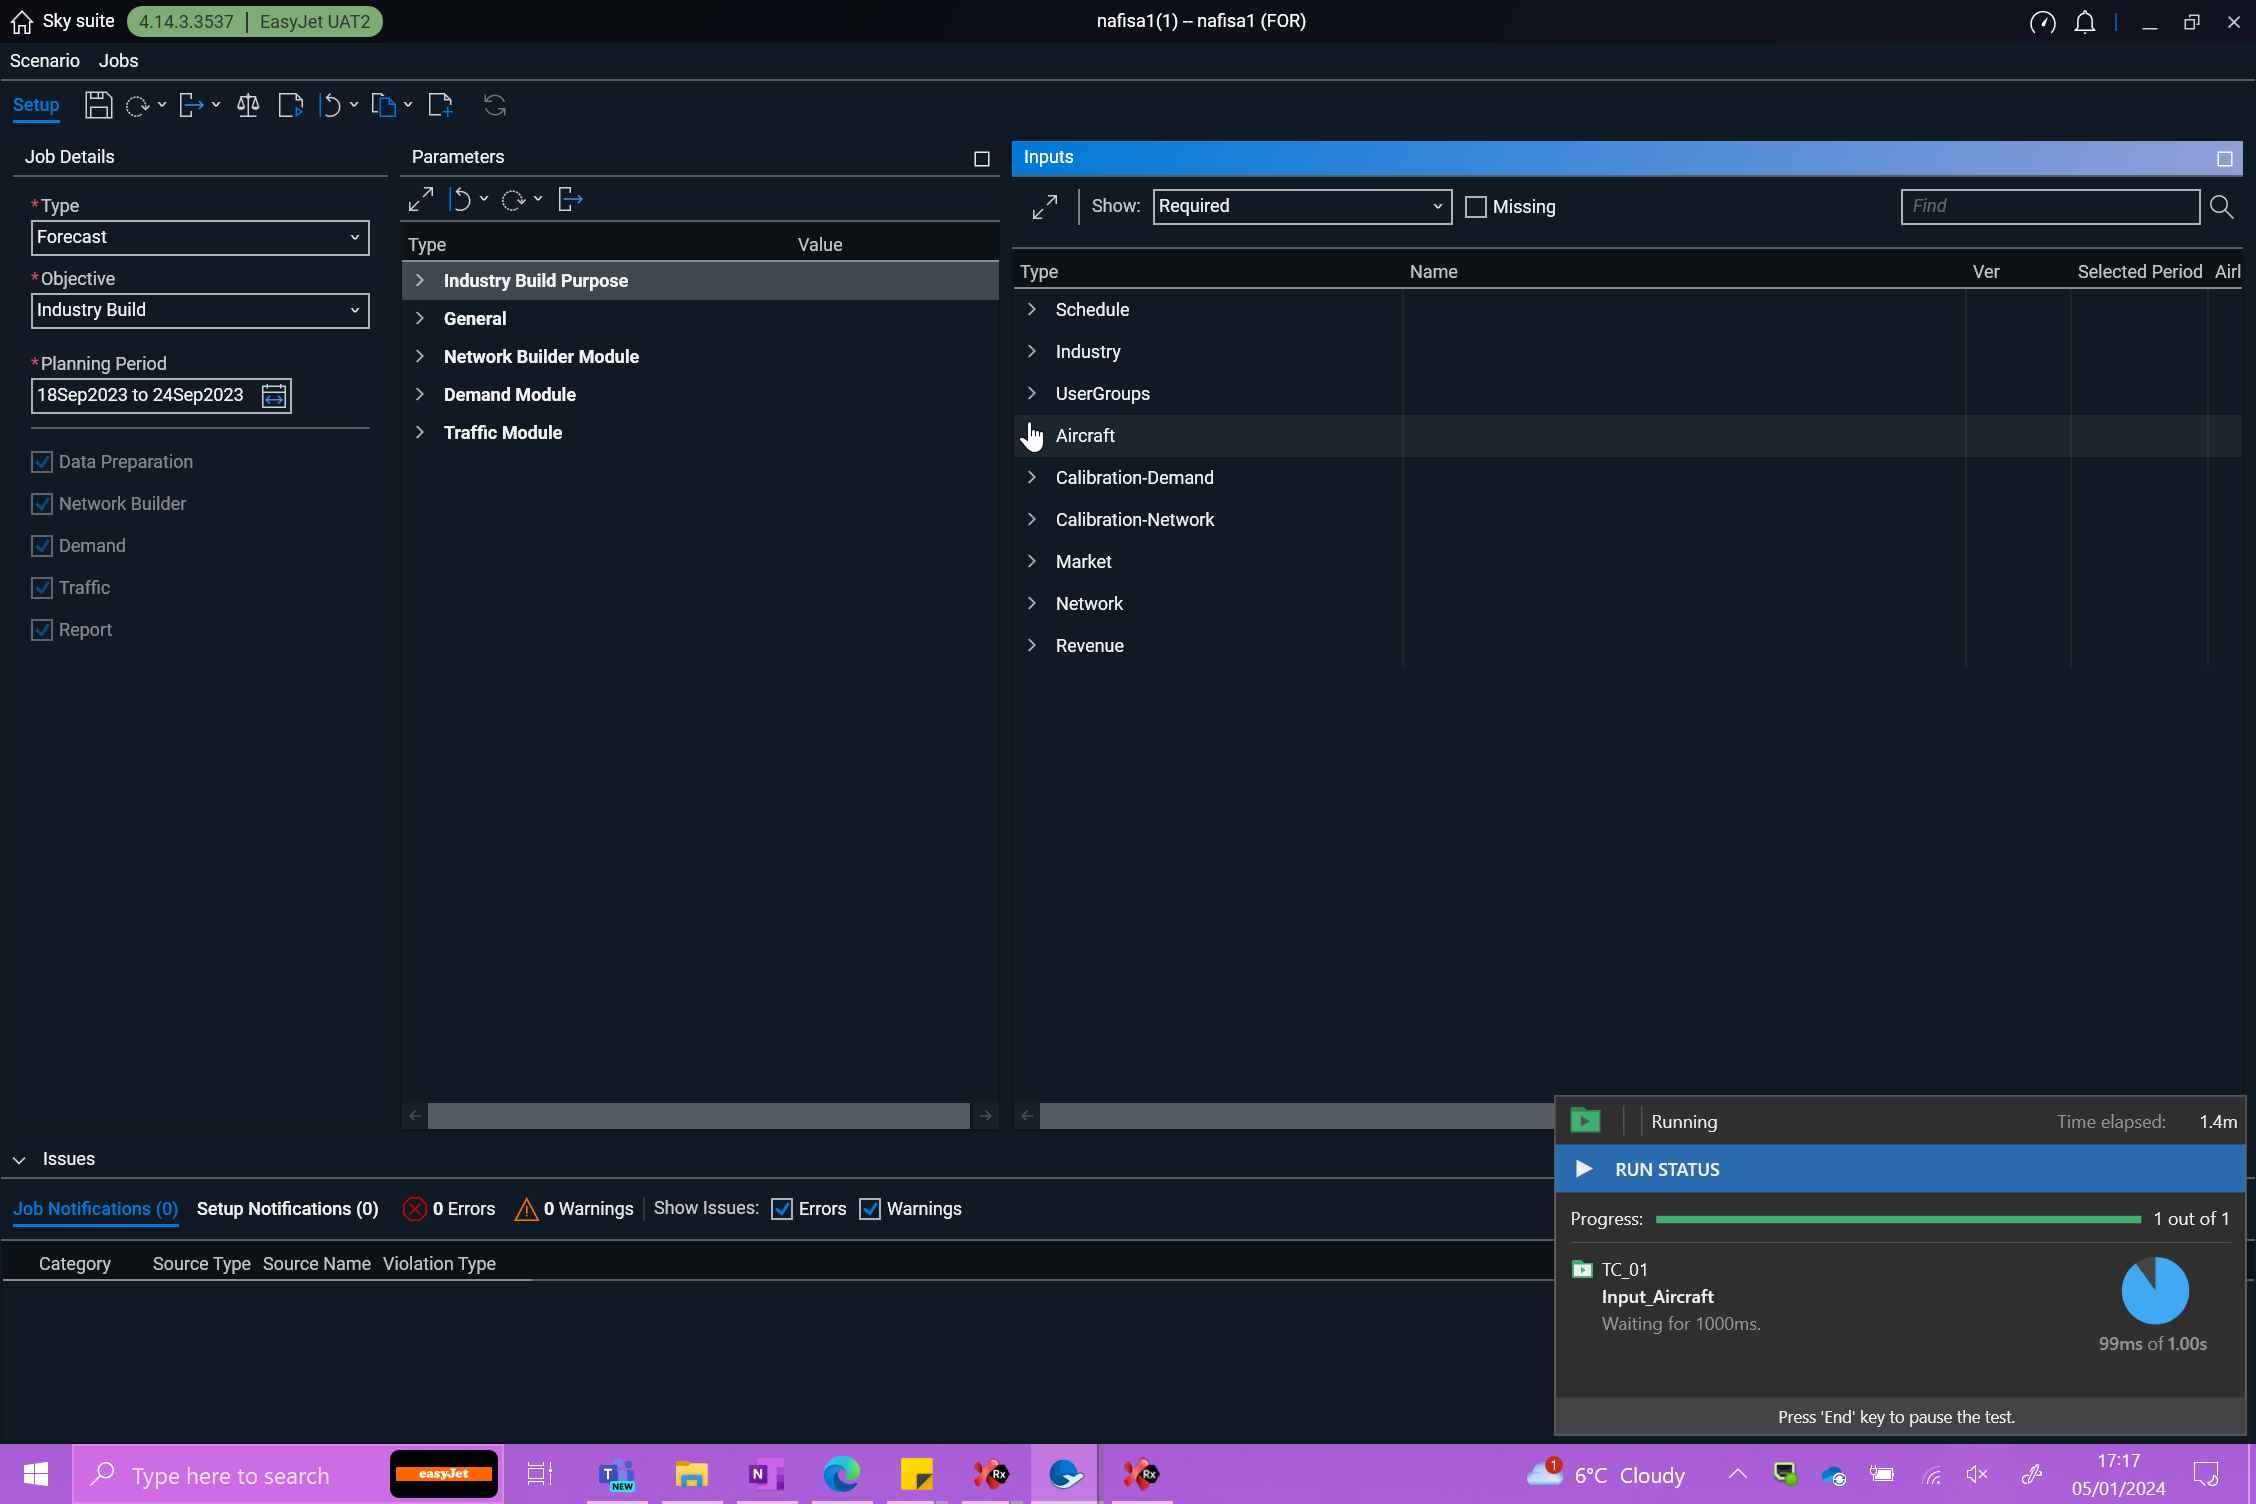 Sky suite 4.14.3.3537 | EasyJet UAT2 nafisa1(1) – nafisa1 (FOR)
Scenario Jobs
Setup
Job Details
*Type
Forecast
*Objective
Industry Build
*Planning Period
18Sep2023 to 24Sep2023
Data Preparation
Network Builder
Demand
Traffic
Report
Parameters
Type Value
Industry Build Purpose
General
Network Builder Module
Demand Module
Traffic Module
Inputs
Show: Required Missing Find
Type Name Ver Selected Period Airl
Schedule
Industry
UserGroups
Aircraft
Calibration-Demand
Calibration-Network
Market
Network
Revenue
Issues
Job Notifications (0) Setup Notifications (0) 0 Errors 0 Warnings Show Issues: Errors Warnings
Category Source Type Source Name Violation Type
Running Time elapsed: 1.4m
RUN STATUS
Progress: 1 out of 1
TC_01
Input_Aircraft
Waiting for 1000ms.
99ms of 1.00s
Press 'End' key to pause the test.
Type here to search easyJet T NEW N Rx Rx 1 6°C Cloudy
17:17
05/01/2024